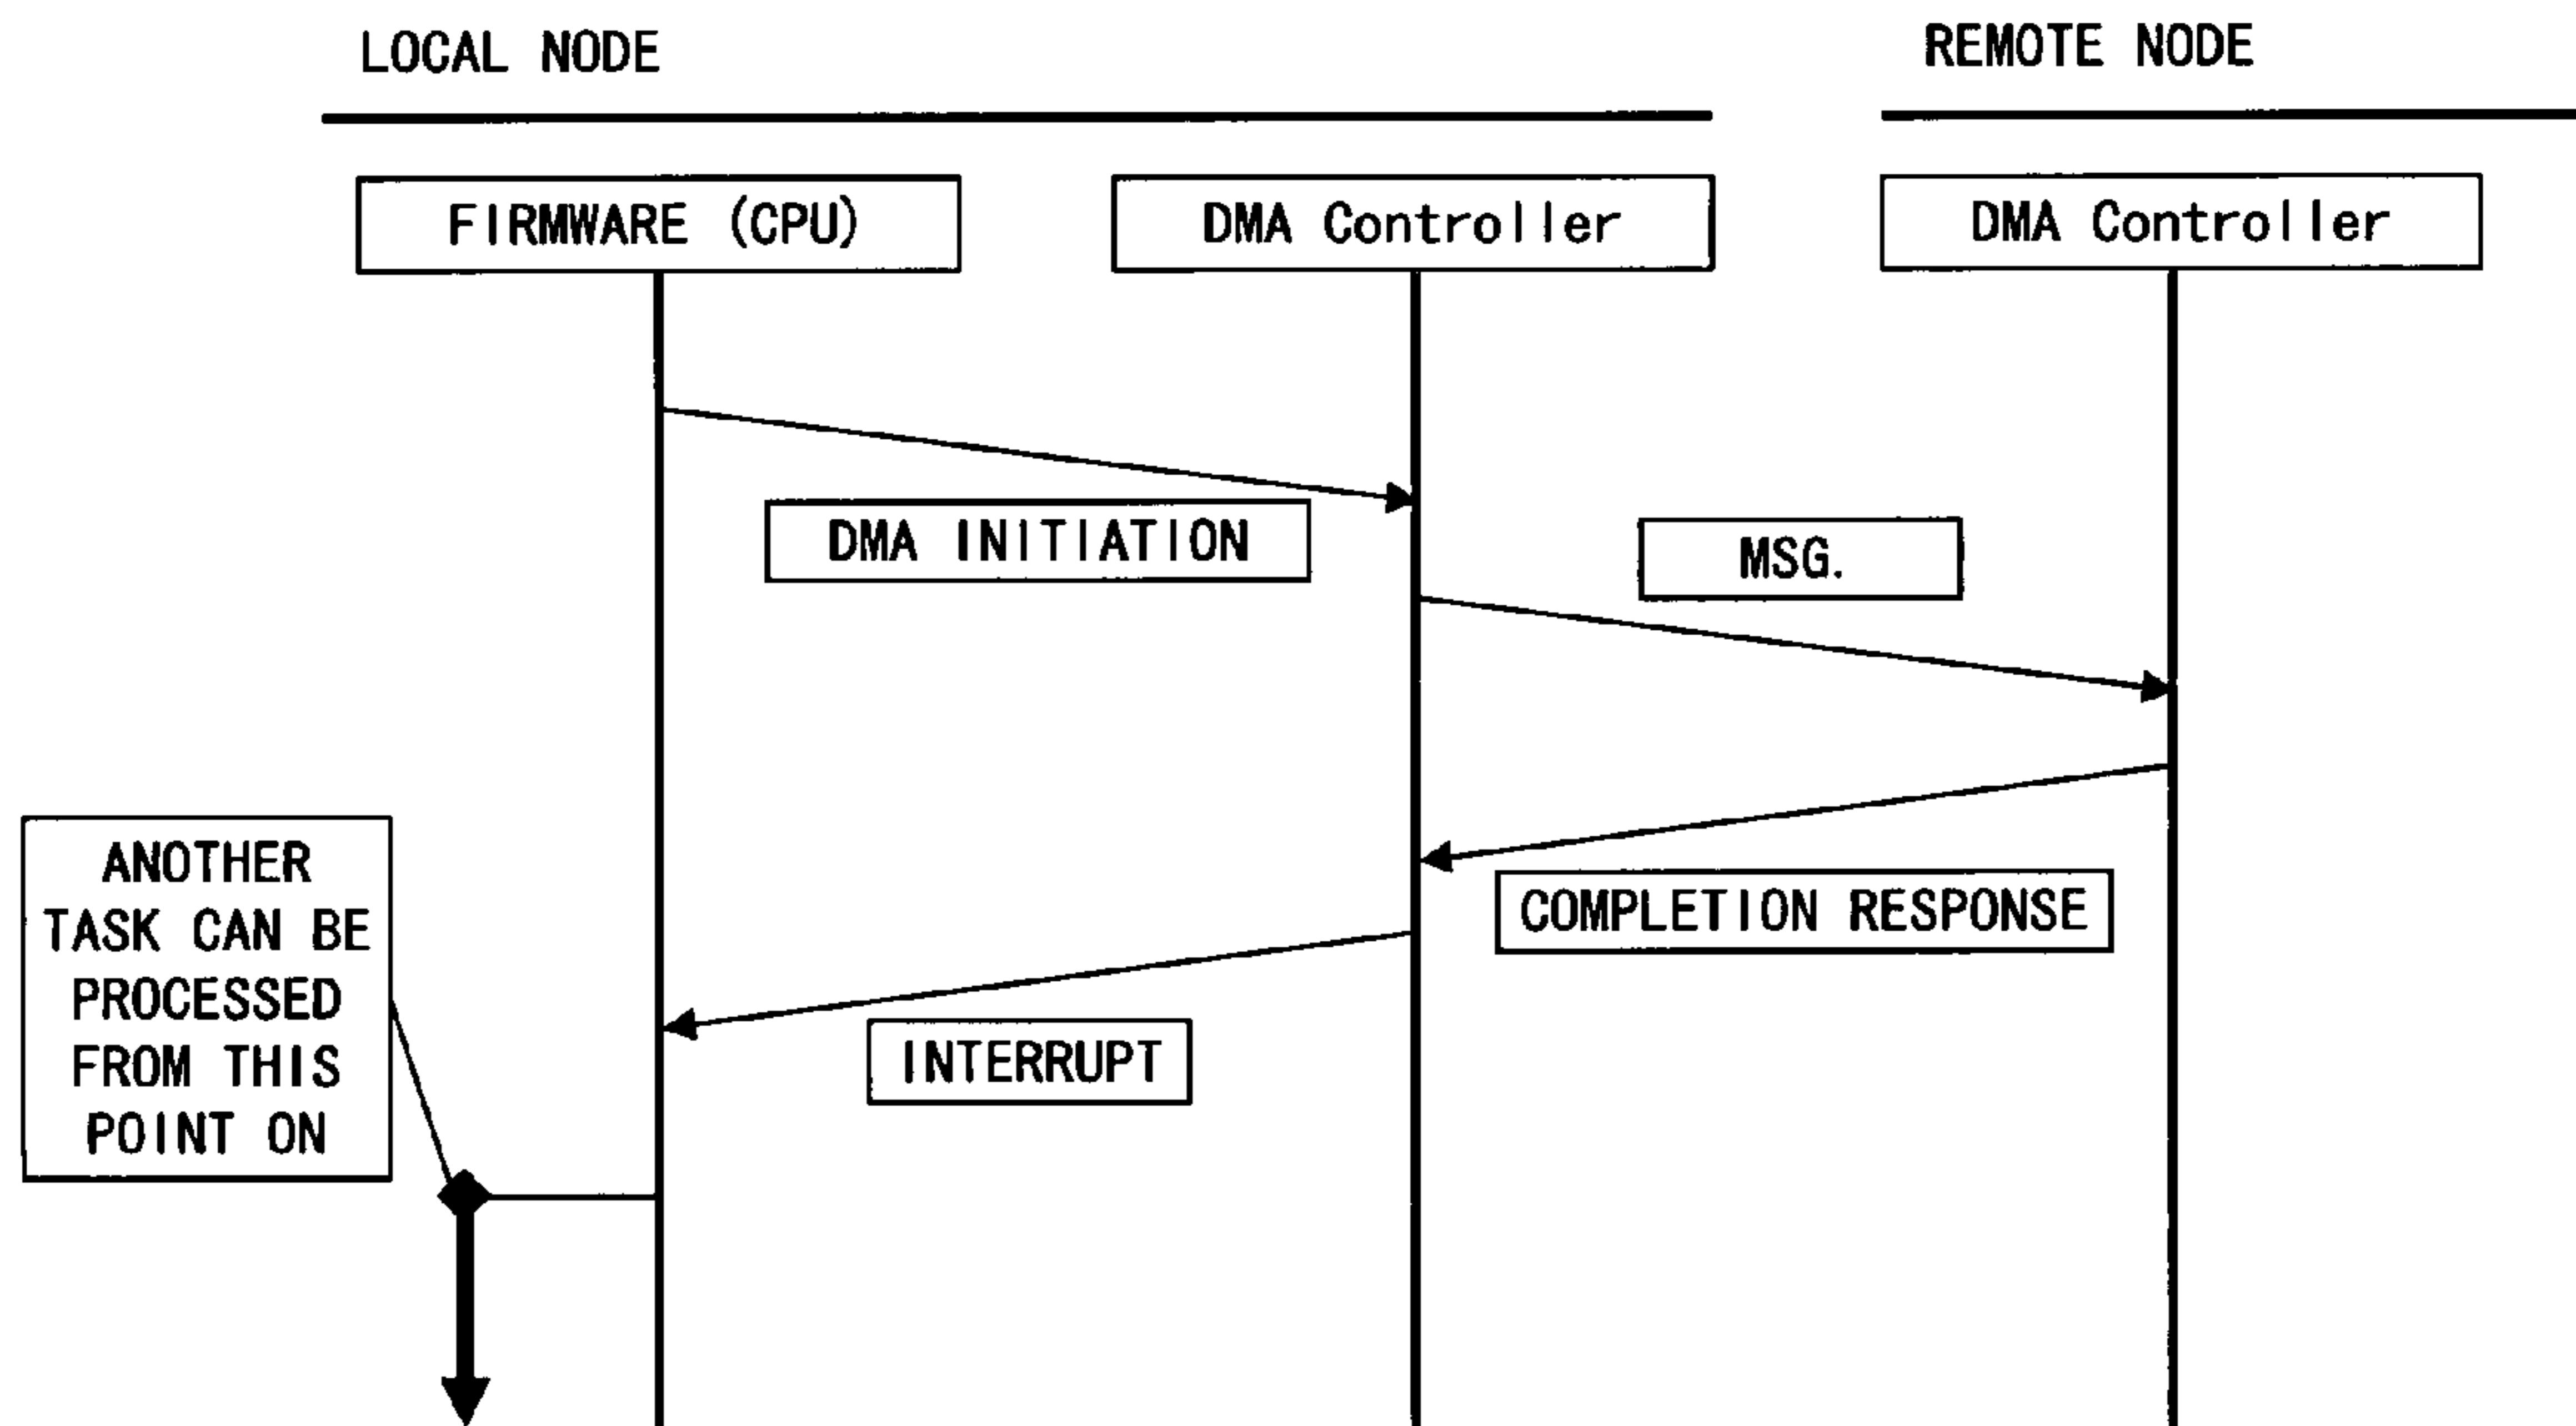 LOCAL NODE
REMOTE NODE
FIRMWARE (CPU)
DMA Controller
DMA Controller
DMA INITIATION
MSG.
COMPLETION RESPONSE
INTERRUPT
ANOTHER
TASK CAN BE
PROCESSED
FROM THIS
POINT ON